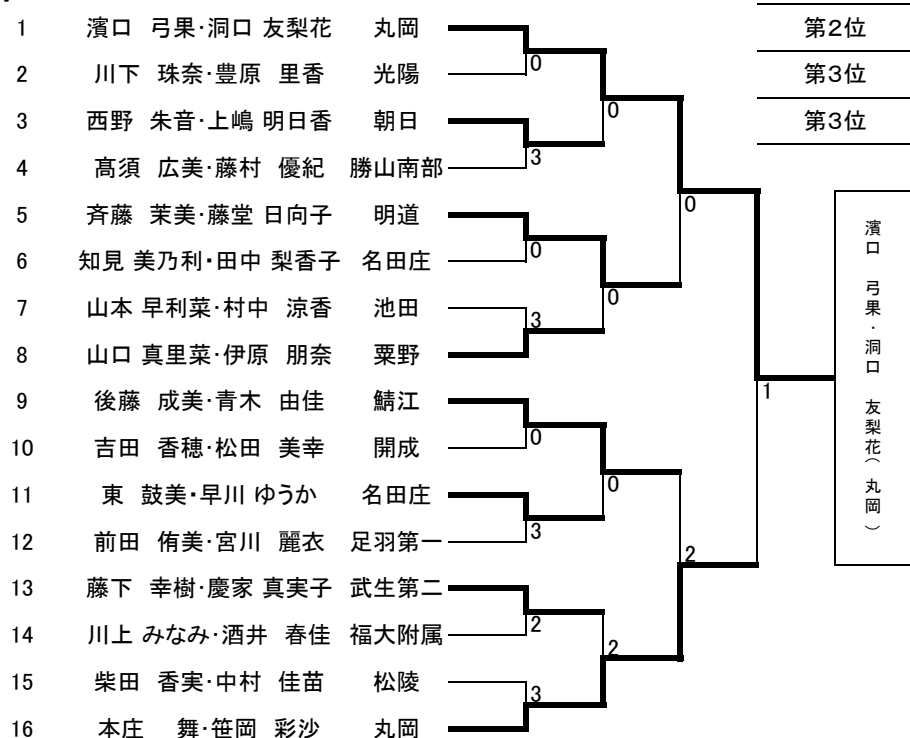 第2位
1 濱口 弓果・洞口 友梨花 丸岡
0
2 川下 珠奈・豊原 里香 光陽
第3位
0
3 西野 朱音・上嶋 明日香 朝日
第3位
3
4 髙須 広美・藤村 優紀 勝山南部
0
5 斉藤 茉美・藤堂 日向子 明道
0
6 知見 美乃利・田中 梨香子 名田庄
0
7 山本 早利菜・村中 涼香 池田
3
8 山口 真里菜・伊原 朋奈 粟野
濱口 弓果・洞口 友梨花(丸岡)
1
9 後藤 成美・青木 由佳 鯖江
0
10 吉田 香穂・松田 美幸 開成
0
11 東 鼓美・早川 ゆうか 名田庄
3
12 前田 侑美・宮川 麗衣 足羽第一
2
13 藤下 幸樹・慶家 真実子 武生第二
2
14 川上 みなみ・酒井 春佳 福大附属
2
15 柴田 香実・中村 佳苗 松陵
3
16 本庄 舞・笹岡 彩沙 丸岡